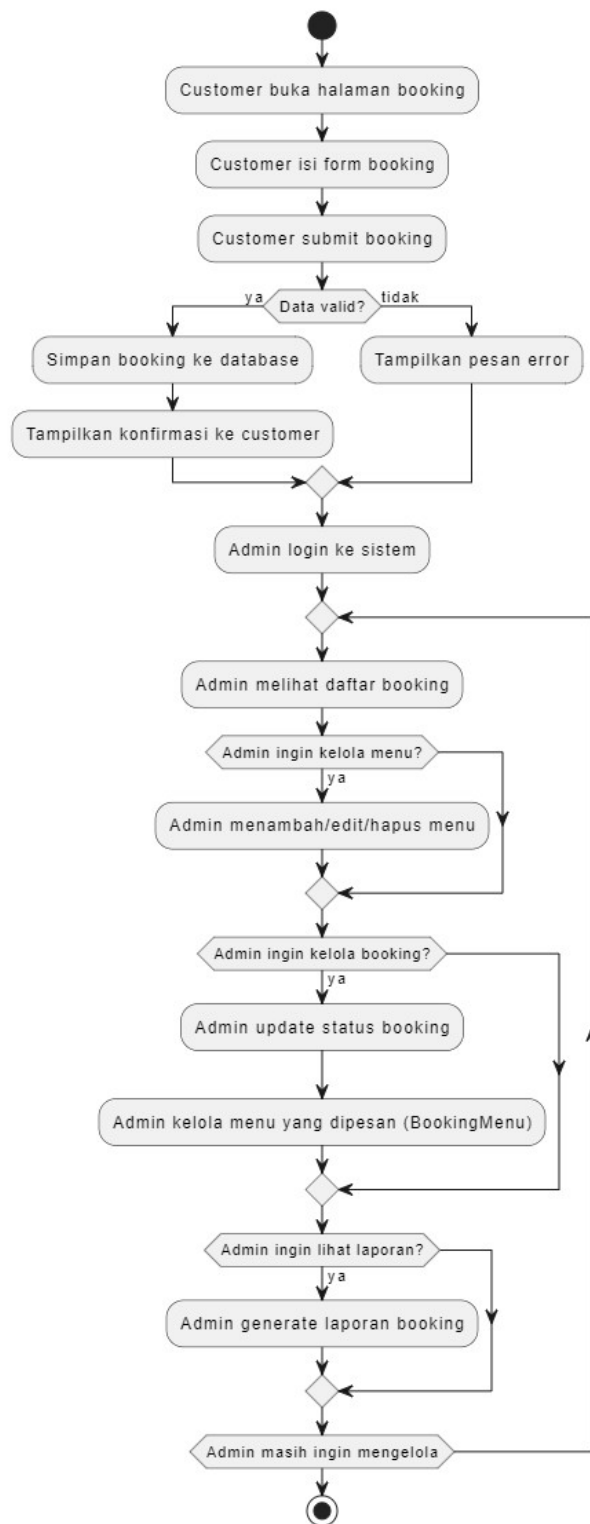 Customer buka halaman booking
Customer isi form booking
Customer submit booking
ya
Data valid?
tidak
Simpan booking ke database
Tampilkan pesan error
Tampilkan konfirmasi ke customer
Admin login ke sistem
Admin melihat daftar booking
Admin ingin kelola menu?
ya
Admin menambah/edit/hapus menu
Admin ingin kelola booking?
ya
Admin update status booking
Admin kelola menu yang dipesan (BookingMenu)
Admin ingin lihat laporan?
ya
Admin generate laporan booking
Admin masih ingin mengelola